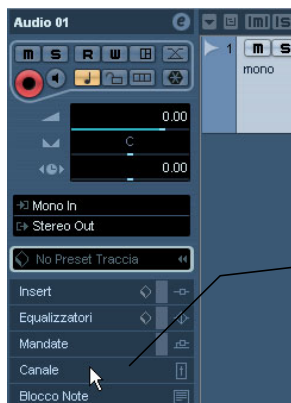 Audio 01
e
M S R W
0.00
C
0.00
Mono In
Stereo Out
No Preset Traccia
Insert
Equalizzatori
Mandate
Canale
Blocco Note
1 m S
mono